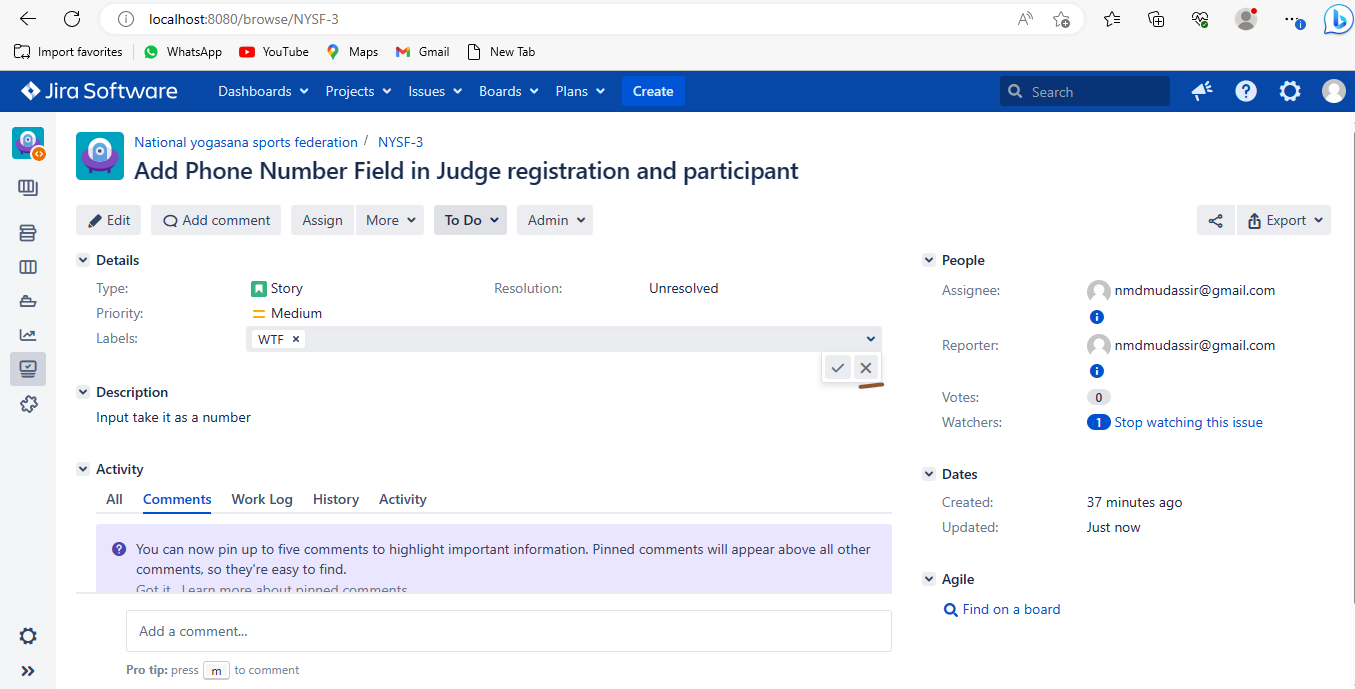 localhost:8080/browse/NYSF-3
Import favorites WhatsApp YouTube Maps Gmail New Tab
Jira Software Dashboards Projects Issues Boards Plans Create Search
National yogasana sports federation / NYSF-3
Add Phone Number Field in Judge registration and participant
Edit Add comment Assign More To Do Admin Export
Details
Type: Story Resolution: Unresolved
Priority: Medium
Labels: WTF
Description
Input take it as a number
Activity
All Comments Work Log History Activity
You can now pin up to five comments to highlight important information. Pinned comments will appear above all other
comments, so they're easy to find.
Got it Learn more about pinned comments
Add a comment...
Pro tip: press m to comment
People
Assignee: nmdmudassir@gmail.com
Reporter: nmdmudassir@gmail.com
Votes: 0
Watchers: 1 Stop watching this issue
Dates
Created: 37 minutes ago
Updated: Just now
Agile
Find on a board